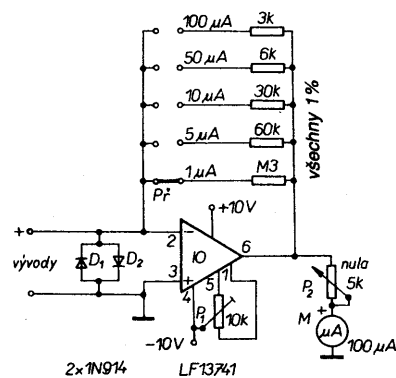 100 μA 3k
50 μA 6k
10 μA 30k
5 μA 60k
1 μA M3
Př
všechny 1%
+10V
+
2
-
IO
6
vývody
D1
D2
3
+
4
5
1
P1
10k
-10V
nula
P2
5k
M +
μA
100 μA
2×1N914
LF13741